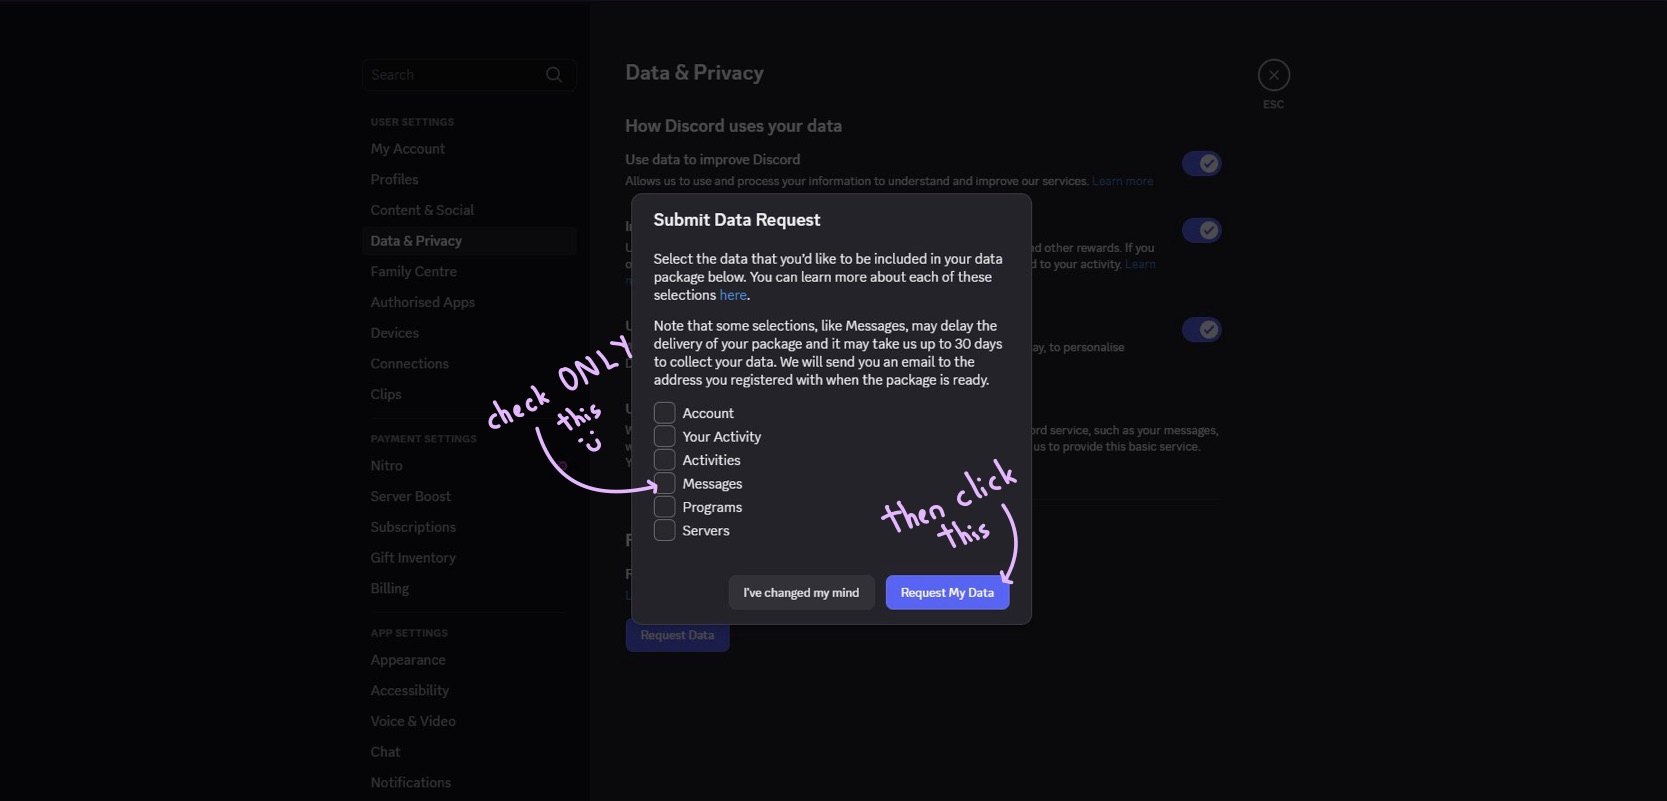 Search
USER SETTINGS
My Account
Profiles
Content & Social
Data & Privacy
Family Centre
Authorised Apps
Devices
Connections
Clips
PAYMENT SETTINGS
Nitro
Server Boost
Subscriptions
Gift Inventory
Billing
APP SETTINGS
Appearance
Accessibility
Voice & Video
Chat
Notifications
Data & Privacy
ESC
How Discord uses your data
Use data to improve Discord
Allows us to use and process your information to understand and improve our services. Learn more
nd other rewards. If you
d to your activity. Learn
ay, to personalise
ord service, such as your messages,
us to provide this basic service.
Submit Data Request
Select the data that you'd like to be included in your data
package below. You can learn more about each of these
selections here.
Note that some selections, like Messages, may delay the
delivery of your package and it may take us up to 30 days
to collect your data. We will send you an email to the
address you registered with when the package is ready.
check ONLY
this
Account
Your Activity
Activities
Messages
Programs
Servers
then click
this
I've changed my mind
Request My Data
Request Data